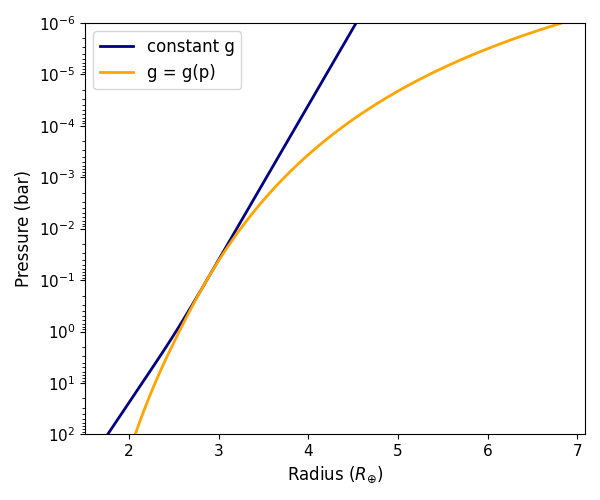 constant g
g = g(p)
Pressure (bar)
10⁻⁶
10⁻⁵
10⁻⁴
10⁻³
10⁻²
10⁻¹
10⁰
10¹
10²
2 3 4 5 6 7
Radius (R⊕)